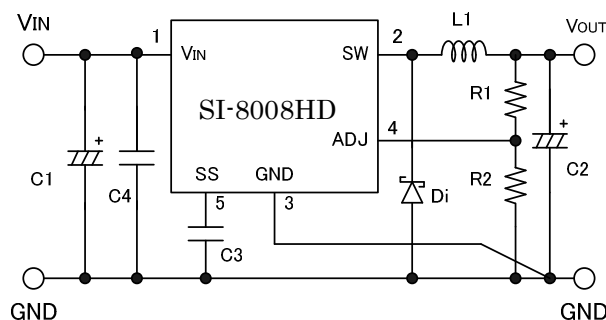 VIN
1
VIN
SW
2
L1
VOUT
R1
SI-8008HD
ADJ
4
C1
C4
SS
GND
R2
C2
Di
5
3
C3
GND
GND
+
+